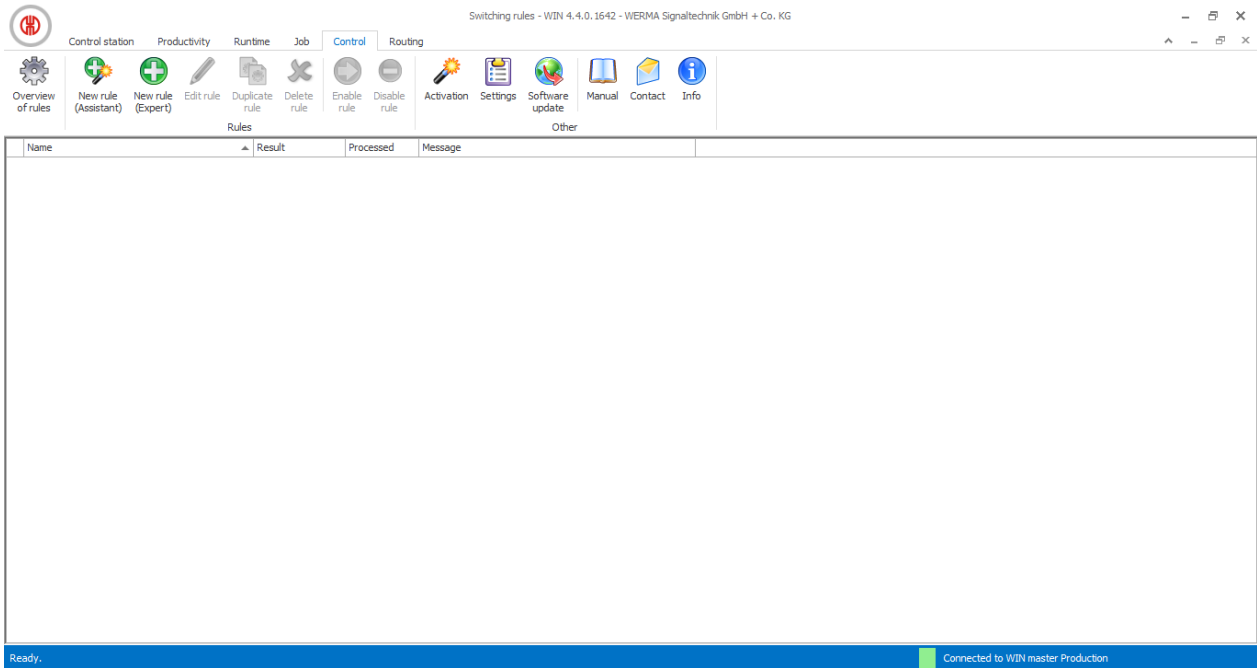 Switching rules - WIN 4.4.0.1642 - WERMA Signaltechnik GmbH + Co. KG
Control station Productivity Runtime Job Control Routing
Overview of rules
New rule (Assistant)
New rule (Expert)
Edit rule
Duplicate rule
Delete rule
Enable rule
Disable rule
Activation
Settings
Software update
Manual
Contact
Info
Rules
Other
Name Result Processed Message
Ready.
Connected to WIN master Production